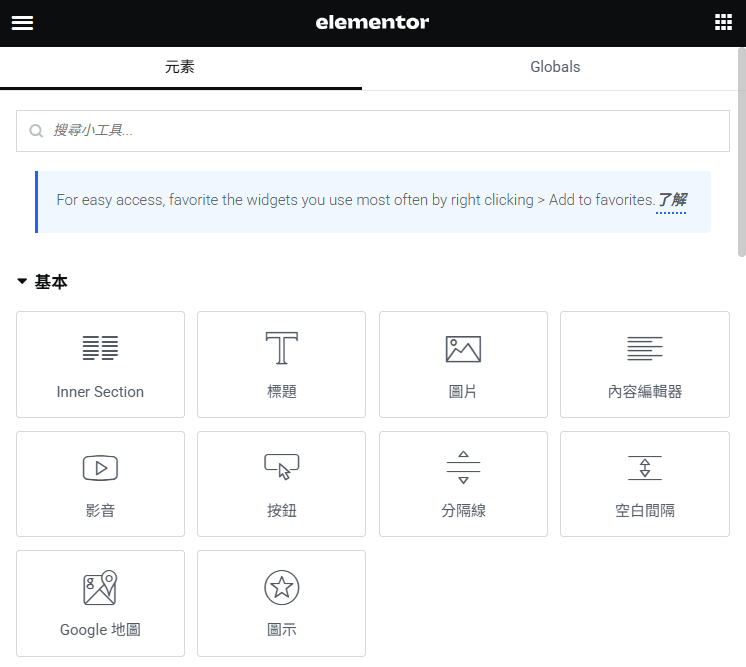 elementor
元素
Globals
搜尋小工具...
For easy access, favorite the widgets you use most often by right clicking > Add to favorites. 了解
基本
Inner Section
標題
圖片
內容編輯器
影音
按鈕
分隔線
空白間隔
Google 地圖
圖示